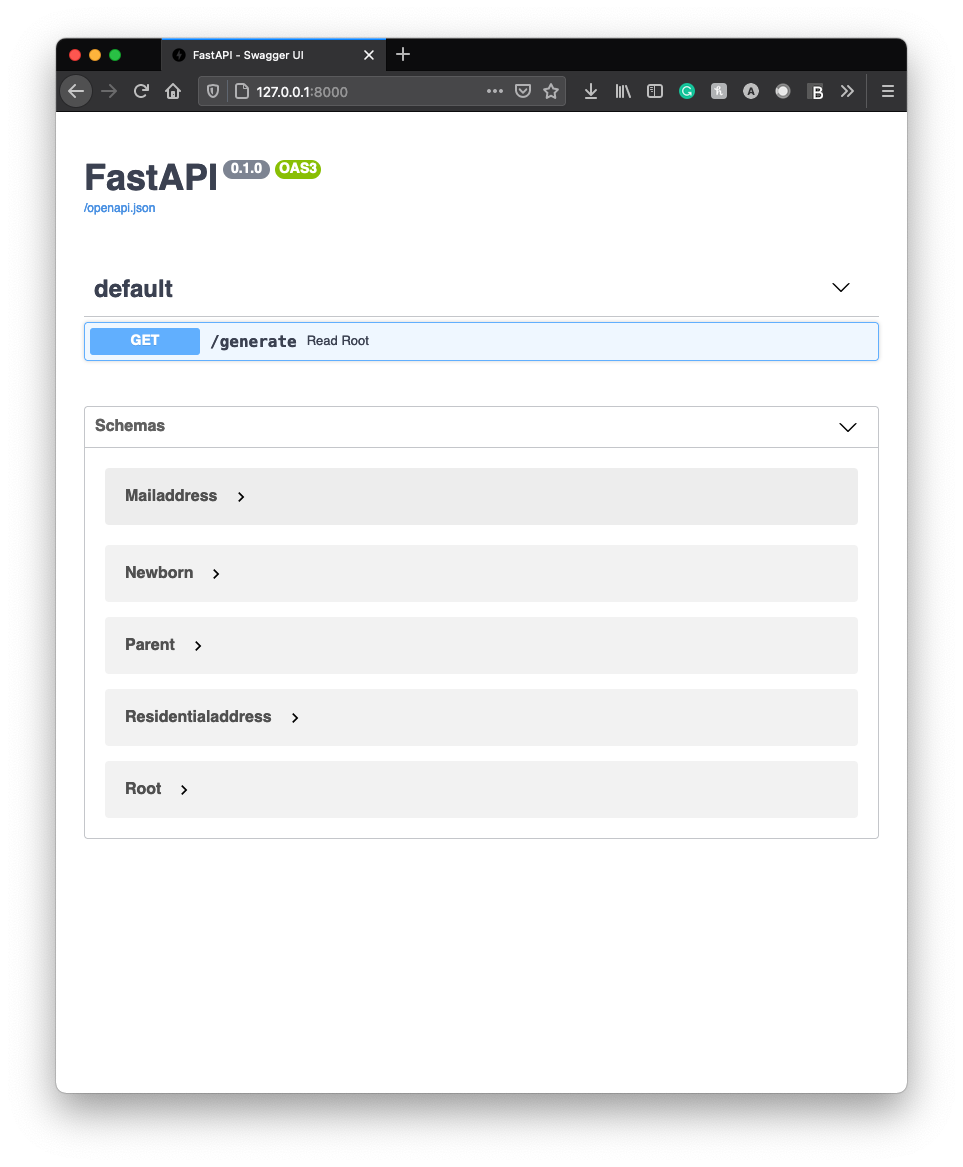 FastAPI - Swagger UI
127.0.0.1:8000
B
FastAPI 0.1.0 OAS3
/openapi.json
default
GET /generate Read Root
Schemas
Mailaddress
Newborn
Parent
Residentialaddress
Root